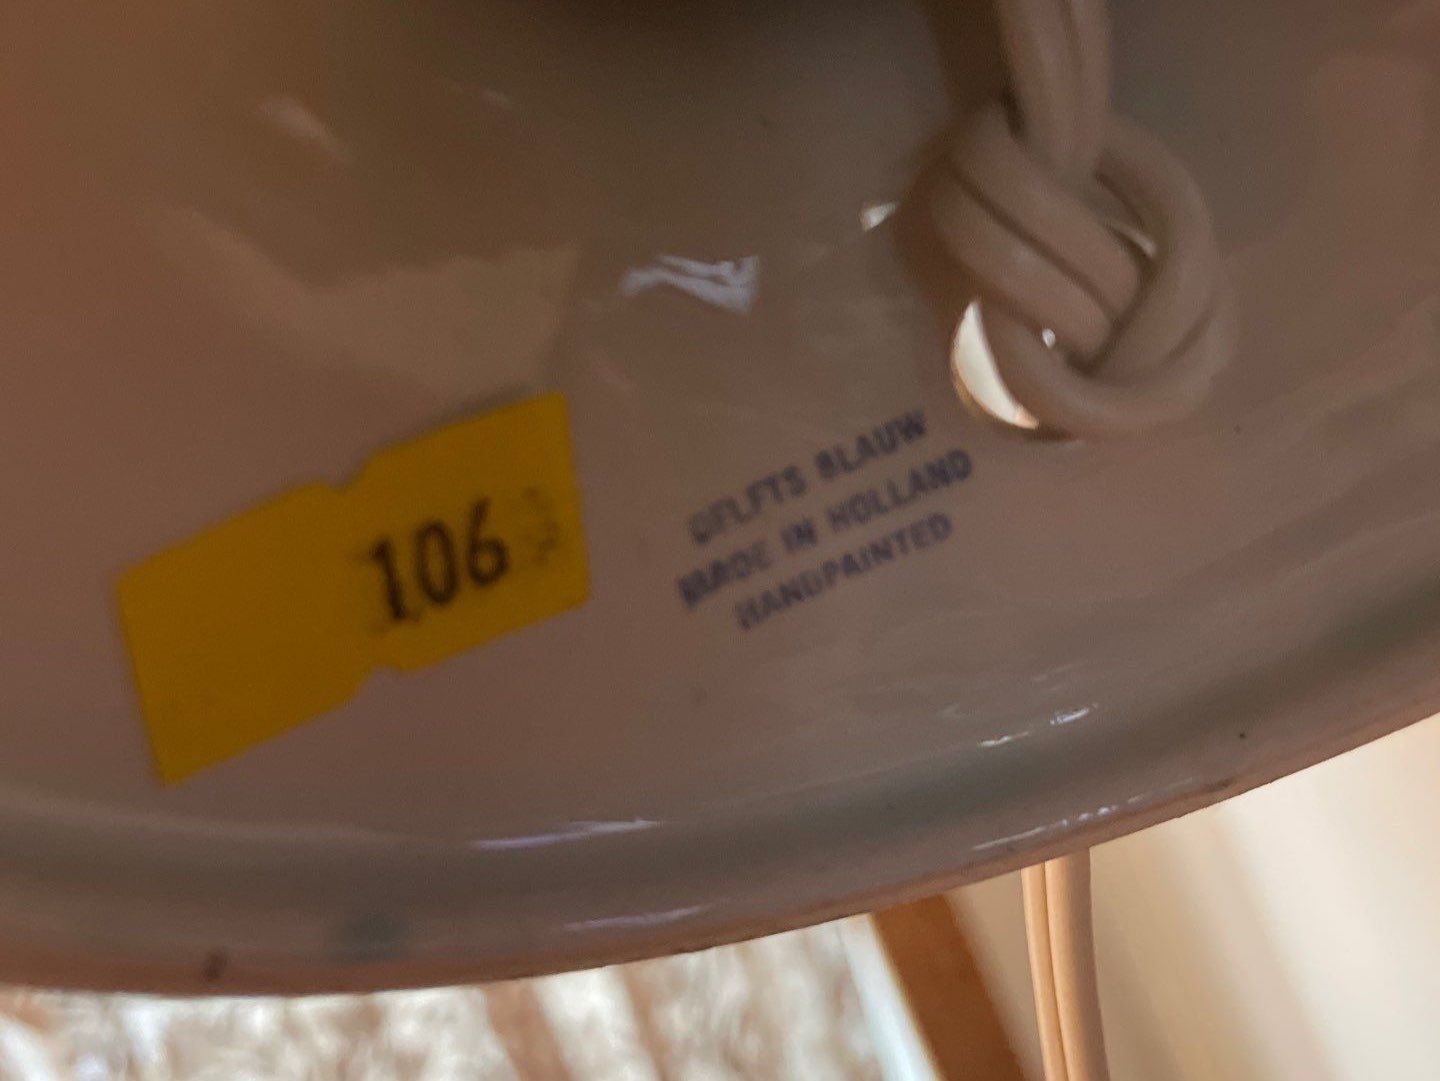 106
DELFTS BLAUW
MADE IN HOLLAND
HANDPAINTED